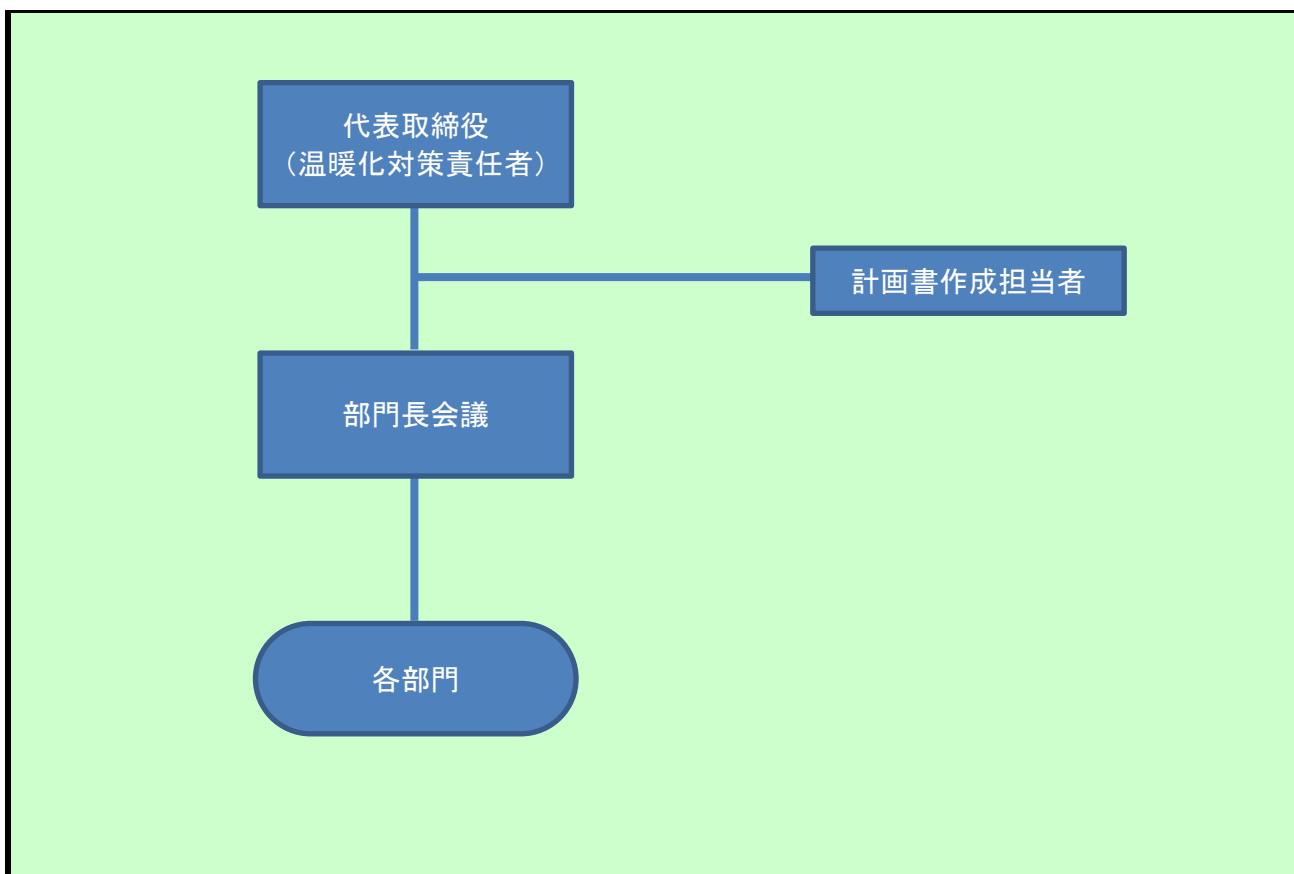 代表取締役
（温暖化対策責任者）
計画書作成担当者
部門長会議
各部門